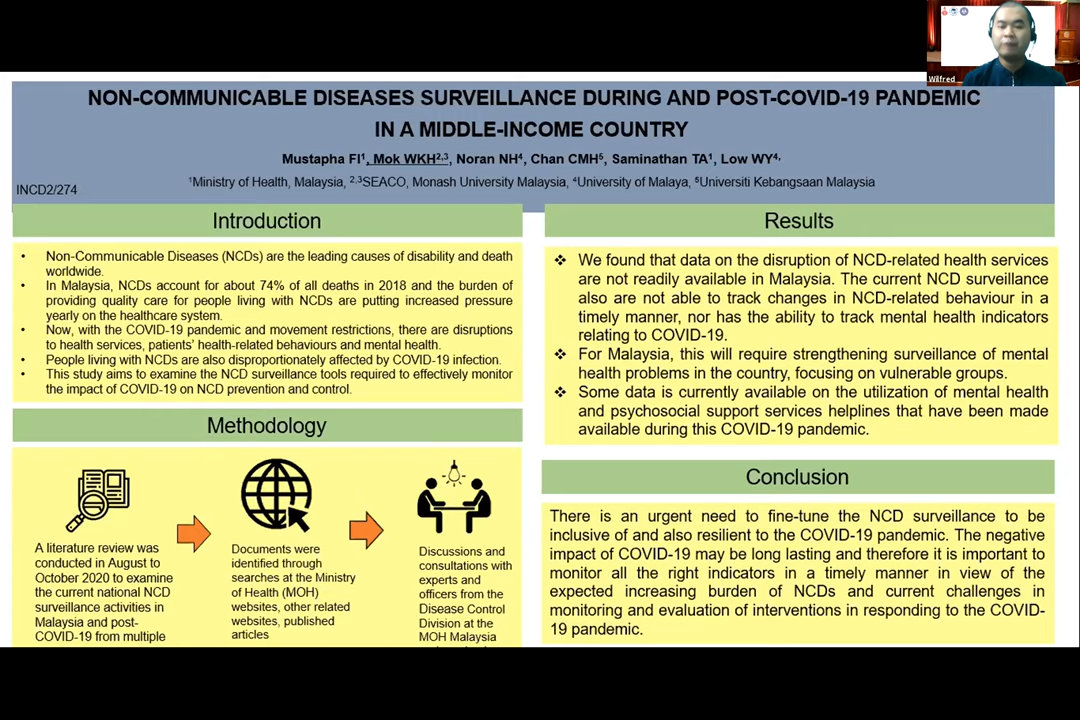 Wilfred
NON-COMMUNICABLE DISEASES SURVEILLANCE DURING AND POST-COVID-19 PANDEMIC
IN A MIDDLE-INCOME COUNTRY
Mustapha FI¹, Mok WKH²,³, Noran NH⁴, Chan CMH⁵, Saminathan TA¹, Low WY⁴,
¹Ministry of Health, Malaysia, ²,³SEACO, Monash University Malaysia, ⁴University of Malaya, ⁵Universiti Kebangsaan Malaysia
INCD2/274
Introduction
• Non-Communicable Diseases (NCDs) are the leading causes of disability and death
worldwide.
• In Malaysia, NCDs account for about 74% of all deaths in 2018 and the burden of
providing quality care for people living with NCDs are putting increased pressure
yearly on the healthcare system.
• Now, with the COVID-19 pandemic and movement restrictions, there are disruptions
to health services, patients' health-related behaviours and mental health.
• People living with NCDs are also disproportionately affected by COVID-19 infection.
• This study aims to examine the NCD surveillance tools required to effectively monitor
the impact of COVID-19 on NCD prevention and control.
Methodology
A literature review was
conducted in August to
October 2020 to examine
the current national NCD
surveillance activities in
Malaysia and post-
COVID-19 from multiple
Documents were
identified through
searches at the Ministry
of Health (MOH)
websites, other related
websites, published
articles
Discussions and
consultations with
experts and
officers from the
Disease Control
Division at the
MOH Malaysia
Results
❖ We found that data on the disruption of NCD-related health services
are not readily available in Malaysia. The current NCD surveillance
also are not able to track changes in NCD-related behaviour in a
timely manner, nor has the ability to track mental health indicators
relating to COVID-19.
❖ For Malaysia, this will require strengthening surveillance of mental
health problems in the country, focusing on vulnerable groups.
❖ Some data is currently available on the utilization of mental health
and psychosocial support services helplines that have been made
available during this COVID-19 pandemic.
Conclusion
There is an urgent need to fine-tune the NCD surveillance to be
inclusive of and also resilient to the COVID-19 pandemic. The negative
impact of COVID-19 may be long lasting and therefore it is important to
monitor all the right indicators in a timely manner in view of the
expected increasing burden of NCDs and current challenges in
monitoring and evaluation of interventions in responding to the COVID-
19 pandemic.